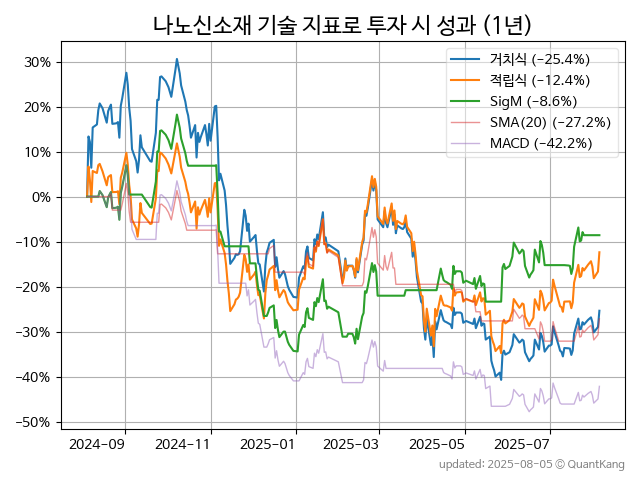 나노신소재 기술 지표로 투자 시 성과 (1년)
거치식 (−25.4%)
적립식 (−12.4%)
SigM (−8.6%)
SMA(20) (−27.2%)
MACD (−42.2%)
30%
20%
10%
0%
−10%
−20%
−30%
−40%
−50%
2024-09 2024-11 2025-01 2025-03 2025-05 2025-07
updated: 2025-08-05 © QuantKang